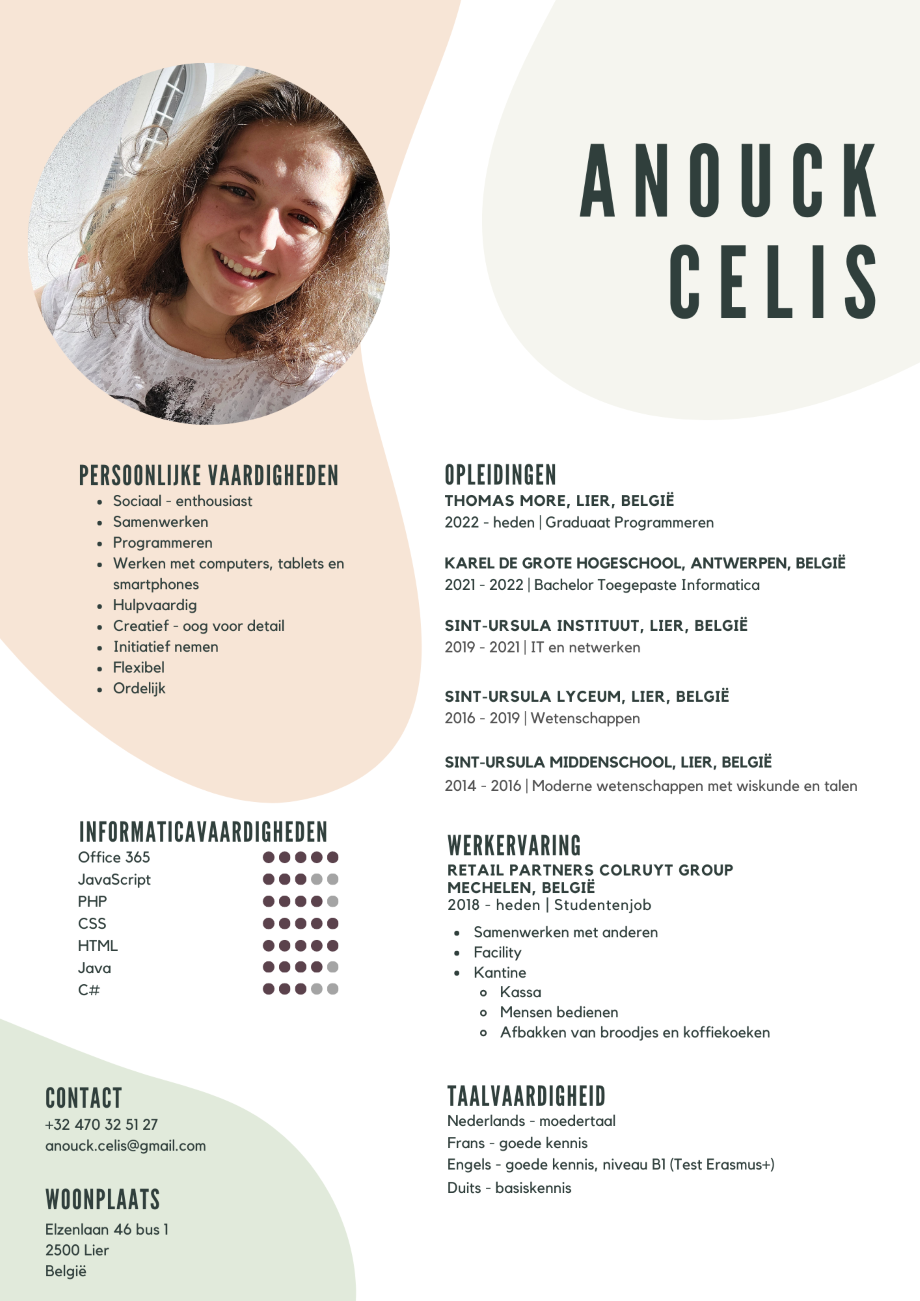 ANOUCK
CELIS
PERSOONLIJKE VAARDIGHEDEN
• Sociaal - enthousiast
• Samenwerken
• Programmeren
• Werken met computers, tablets en
smartphones
• Hulpvaardig
• Creatief - oog voor detail
• Initiatief nemen
• Flexibel
• Ordelijk
INFORMATICAVAARDIGHEDEN
Office 365
JavaScript
PHP
CSS
HTML
Java
C#
CONTACT
+32 470 32 51 27
anouck.celis@gmail.com
WOONPLAATS
Elzenlaan 46 bus 1
2500 Lier
België
OPLEIDINGEN
THOMAS MORE, LIER, BELGIË
2022 - heden | Graduaat Programmeren
KAREL DE GROTE HOGESCHOOL, ANTWERPEN, BELGIË
2021 - 2022 | Bachelor Toegepaste Informatica
SINT-URSULA INSTITUUT, LIER, BELGIË
2019 - 2021 | IT en netwerken
SINT-URSULA LYCEUM, LIER, BELGIË
2016 - 2019 | Wetenschappen
SINT-URSULA MIDDENSCHOOL, LIER, BELGIË
2014 - 2016 | Moderne wetenschappen met wiskunde en talen
WERKERVARING
RETAIL PARTNERS COLRUYT GROUP
MECHELEN, BELGIË
2018 - heden | Studentenjob
• Samenwerken met anderen
• Facility
• Kantine
◦ Kassa
◦ Mensen bedienen
◦ Afbakken van broodjes en koffiekoeken
TAALVAARDIGHEID
Nederlands - moedertaal
Frans - goede kennis
Engels - goede kennis, niveau B1 (Test Erasmus+)
Duits - basiskennis